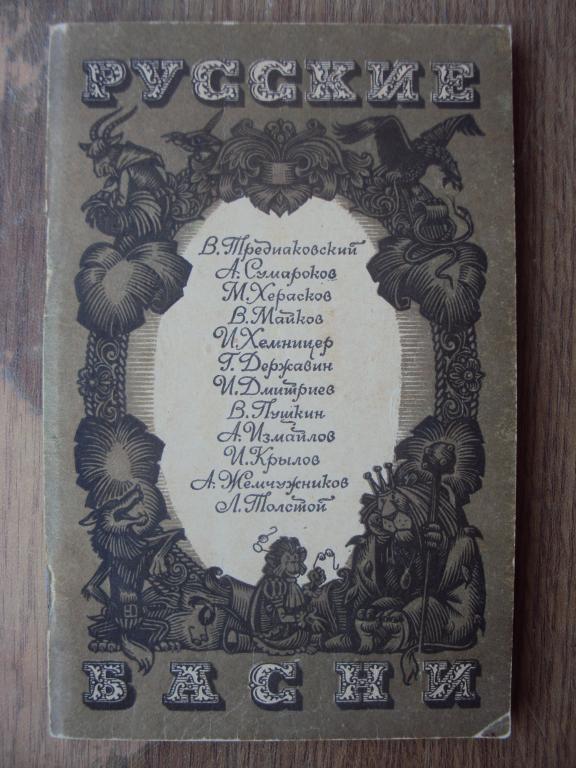 РУССКИЕ
В. Тредиаковский
А. Сумароков
М. Херасков
В. Майков
И. Хемницер
Г. Державин
И. Дмитриев
В. Пушкин
А. Измайлов
И. Крылов
А. Жемчужников
Л. Толстой
БАСНИ